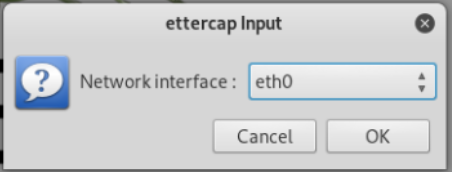 ettercap Input
Network interface : eth0
Cancel OK